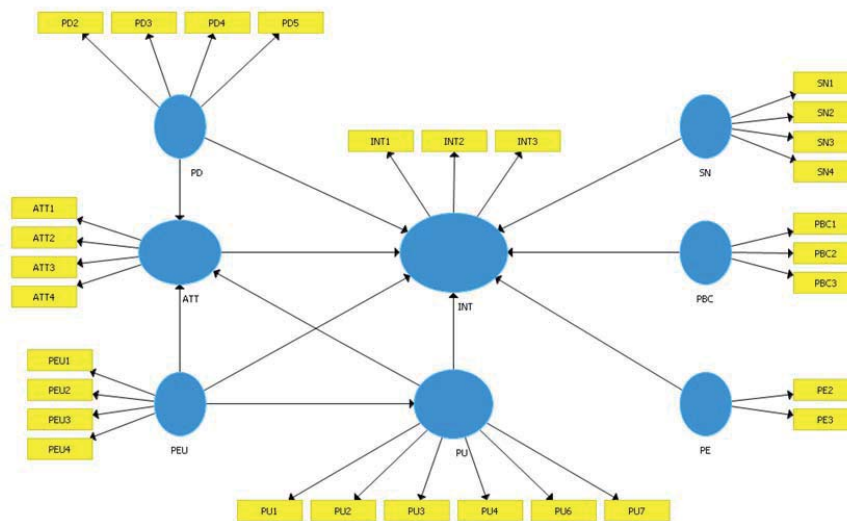 PD2 PD3 PD4 PD5
PD
INT1 INT2 INT3
SN1
SN2
SN3
SN4
SN
ATT1
ATT2
ATT3
ATT4
ATT
INT
PBC1
PBC2
PBC3
PBC
PEU1
PEU2
PEU3
PEU4
PEU
PU
PE2
PE3
PE
PU1 PU2 PU3 PU4 PU6 PU7